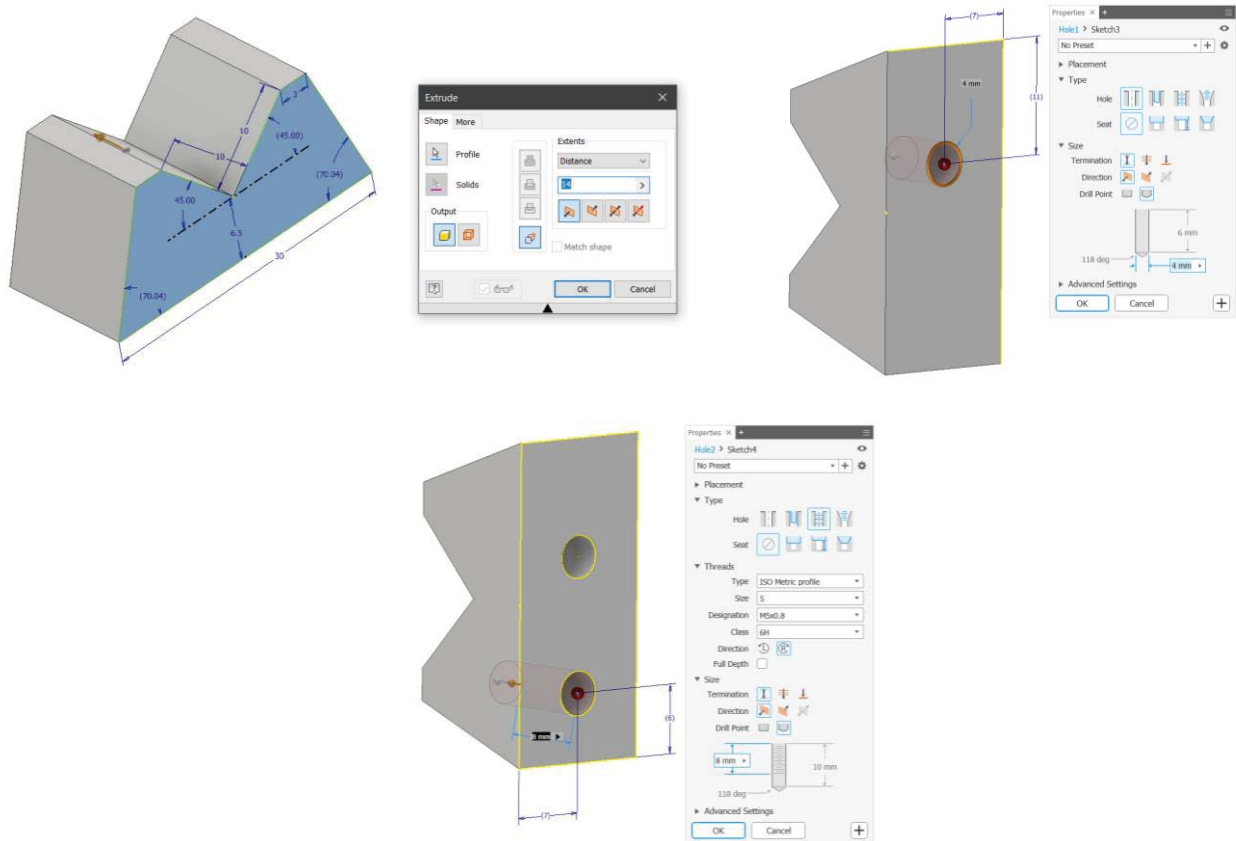 3
10
10
(45.00)
(70.04)
45.00
6.5
30
(70.04)
Extrude
Shape More
Profile
Solids
Output
Extents
Distance
14
Match shape
OK Cancel
(7)
4 mm
(11)
Properties × +
Hole1 > Sketch3
No Preset
Placement
Type
Hole
Seat
Size
Termination
Direction
Drill Point
6 mm
118 deg
4 mm
Advanced Settings
OK Cancel
8 mm
(6)
(7)
Properties × +
Hole2 > Sketch4
No Preset
Placement
Type
Hole
Seat
Threads
Type ISO Metric profile
Size 5
Designation M5x0.8
Class 6H
Direction
Full Depth
Size
Termination
Direction
Drill Point
8 mm
10 mm
118 deg
Advanced Settings
OK Cancel